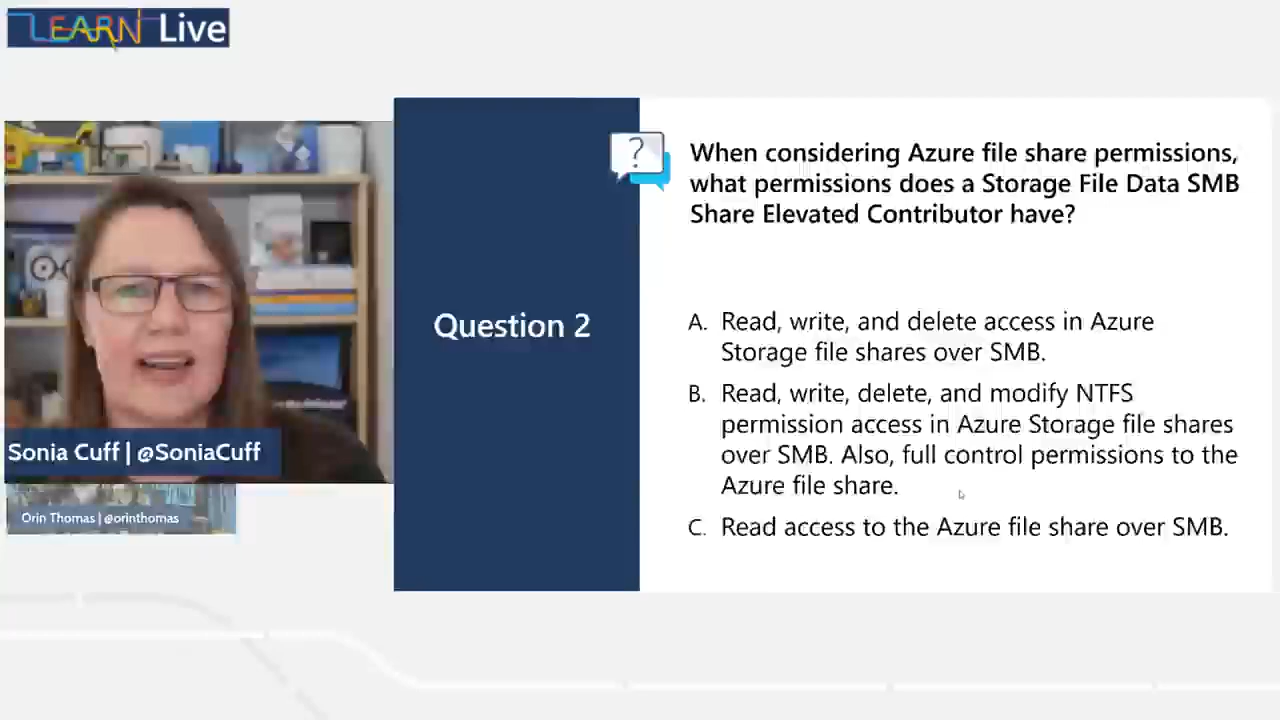 LEARN Live
Question 2
?
When considering Azure file share permissions,
what permissions does a Storage File Data SMB
Share Elevated Contributor have?
A. Read, write, and delete access in Azure
Storage file shares over SMB.
B. Read, write, delete, and modify NTFS
permission access in Azure Storage file shares
over SMB. Also, full control permissions to the
Azure file share.
C. Read access to the Azure file share over SMB.
Sonia Cuff | @SoniaCuff
Orin Thomas | @orinthomas